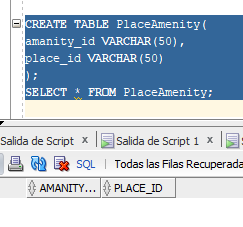 CREATE TABLE PlaceAmenity(
amanity_id VARCHAR(50),
place_id VARCHAR(50)
);
SELECT * FROM PlaceAmenity;
Salida de Script x Salida de Script 1 x
SQL | Todas las Filas Recuperada
AMANITY... PLACE_ID